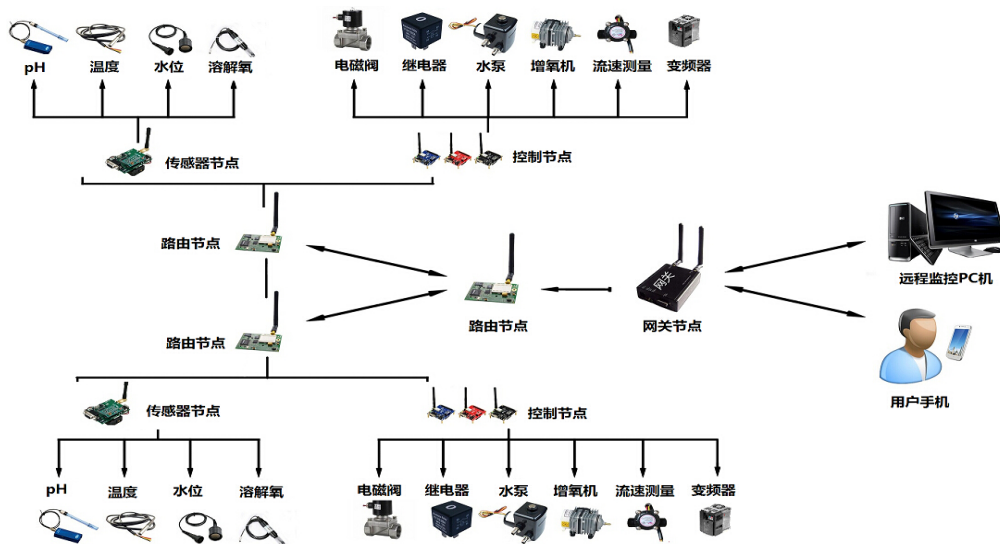 pH 温度 水位 溶解氧
电磁阀 继电器 水泵 增氧机 流速测量 变频器
传感器节点
控制节点
路由节点
远程监控PC机
网关
路由节点
网关节点
路由节点
用户手机
传感器节点
控制节点
pH 温度 水位 溶解氧
电磁阀 继电器 水泵 增氧机 流速测量 变频器